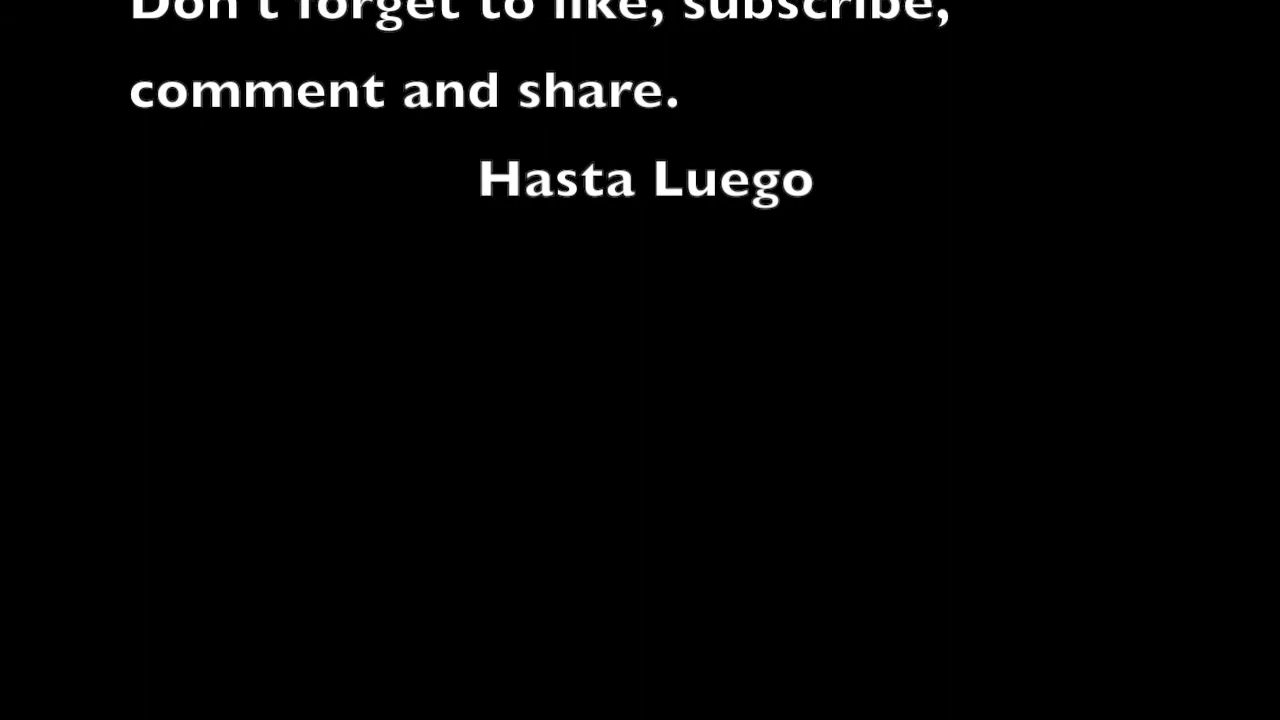 Don't forget to like, subscribe,
comment and share.
Hasta Luego